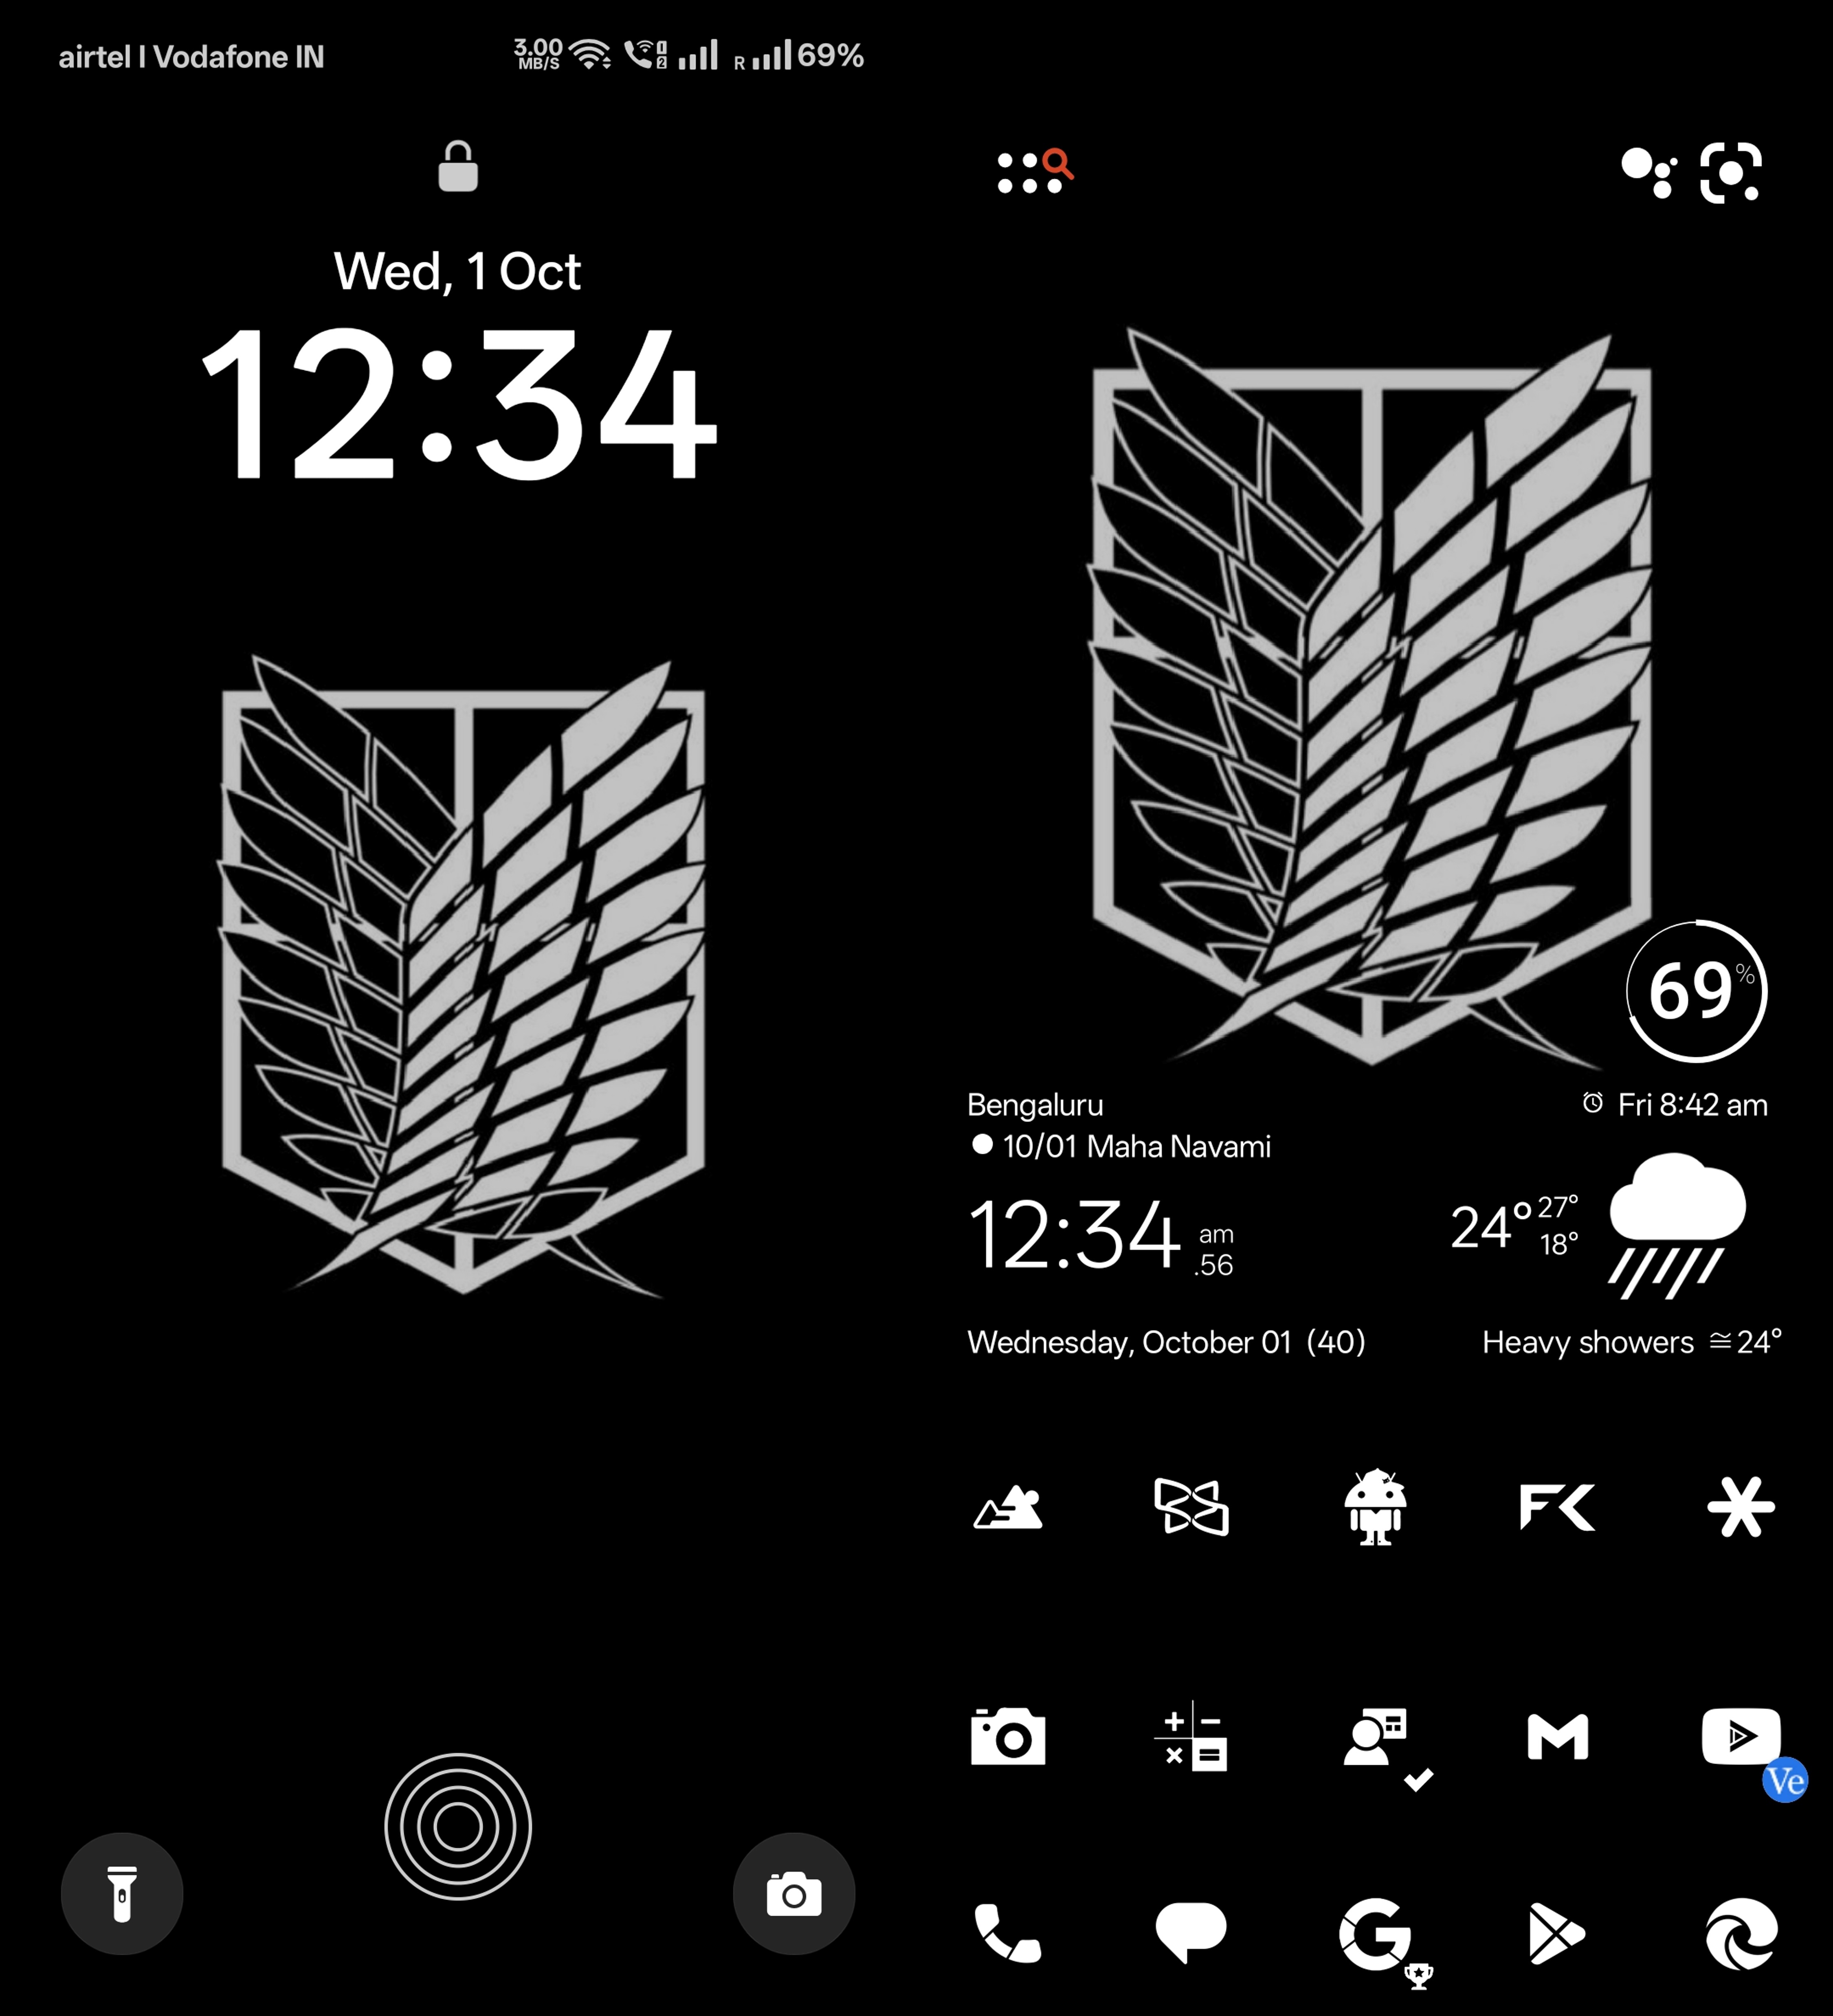 airtel | Vodafone IN
3.00
MB/S
1
2
R
69%
Wed, 1 Oct
12:34
69%
Bengaluru
Fri 8:42 am
10/01 Maha Navami
12:34 am
.56
24° 27°
18°
Wednesday, October 01 (40)
Heavy showers ≅24°
FK
M
Ve
G